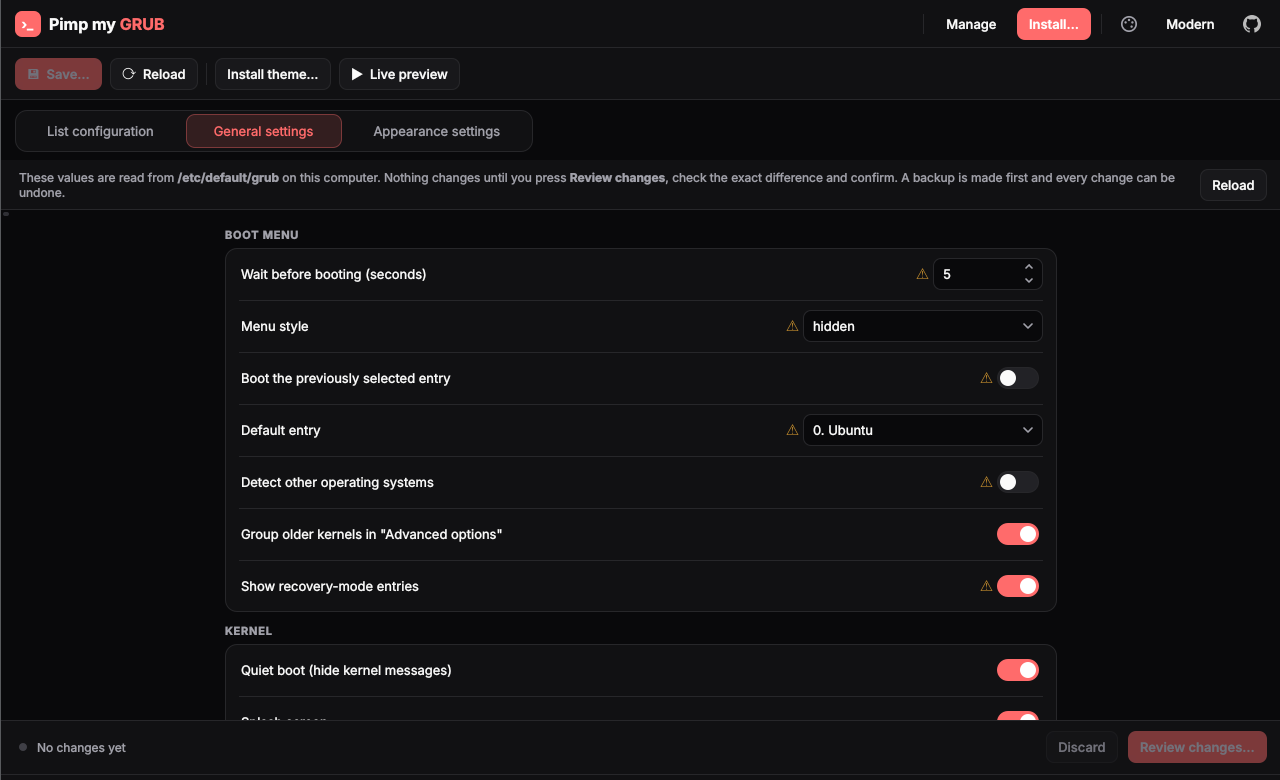 Pimp my GRUB
Manage
Install...
Modern
Save...
Reload
Install theme...
Live preview
List configuration
General settings
Appearance settings
These values are read from /etc/default/grub on this computer. Nothing changes until you press Review changes, check the exact difference and confirm. A backup is made first and every change can be
undone.
Reload
BOOT MENU
Wait before booting (seconds)
5
Menu style
hidden
Boot the previously selected entry
Default entry
0. Ubuntu
Detect other operating systems
Group older kernels in "Advanced options"
Show recovery-mode entries
KERNEL
Quiet boot (hide kernel messages)
No changes yet
Discard
Review changes...